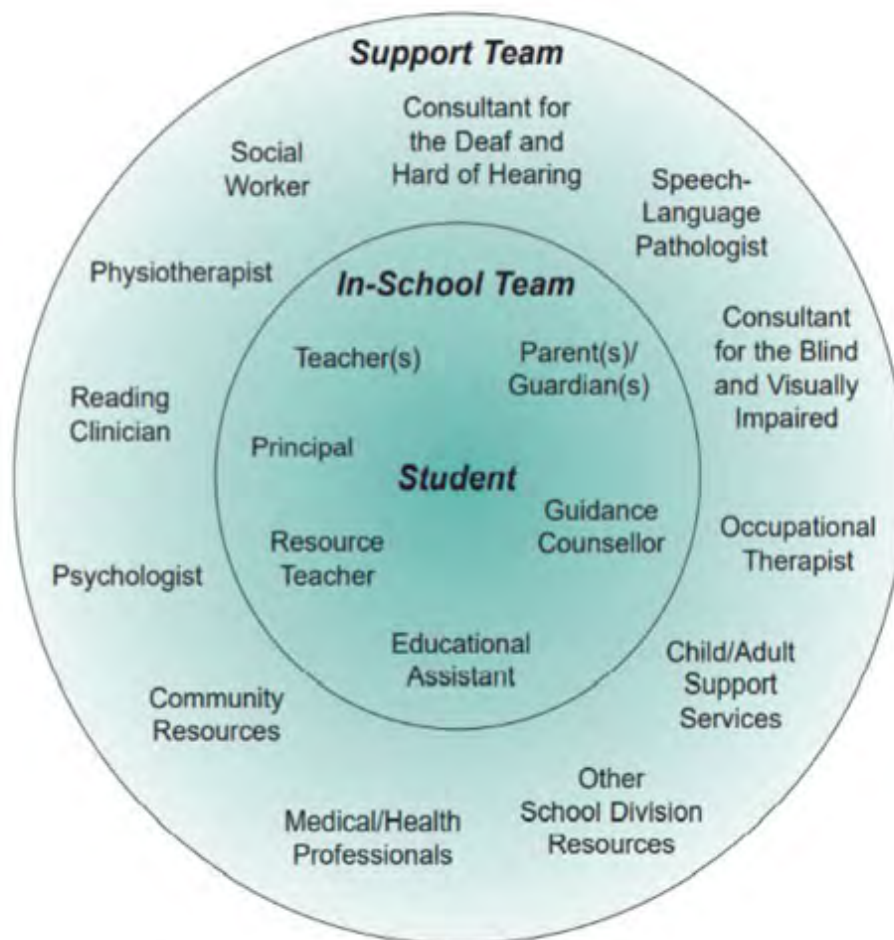 Support Team
Consultant for
the Deaf and
Hard of Hearing
Social
Worker
Speech-
Language
Pathologist
Physiotherapist
Consultant
for the Blind
and Visually
Impaired
Reading
Clinician
Occupational
Therapist
Psychologist
Child/Adult
Support
Services
Community
Resources
Other
School Division
Resources
Medical/Health
Professionals
In-School Team
Teacher(s)
Parent(s)/
Guardian(s)
Principal
Student
Guidance
Counsellor
Resource
Teacher
Educational
Assistant